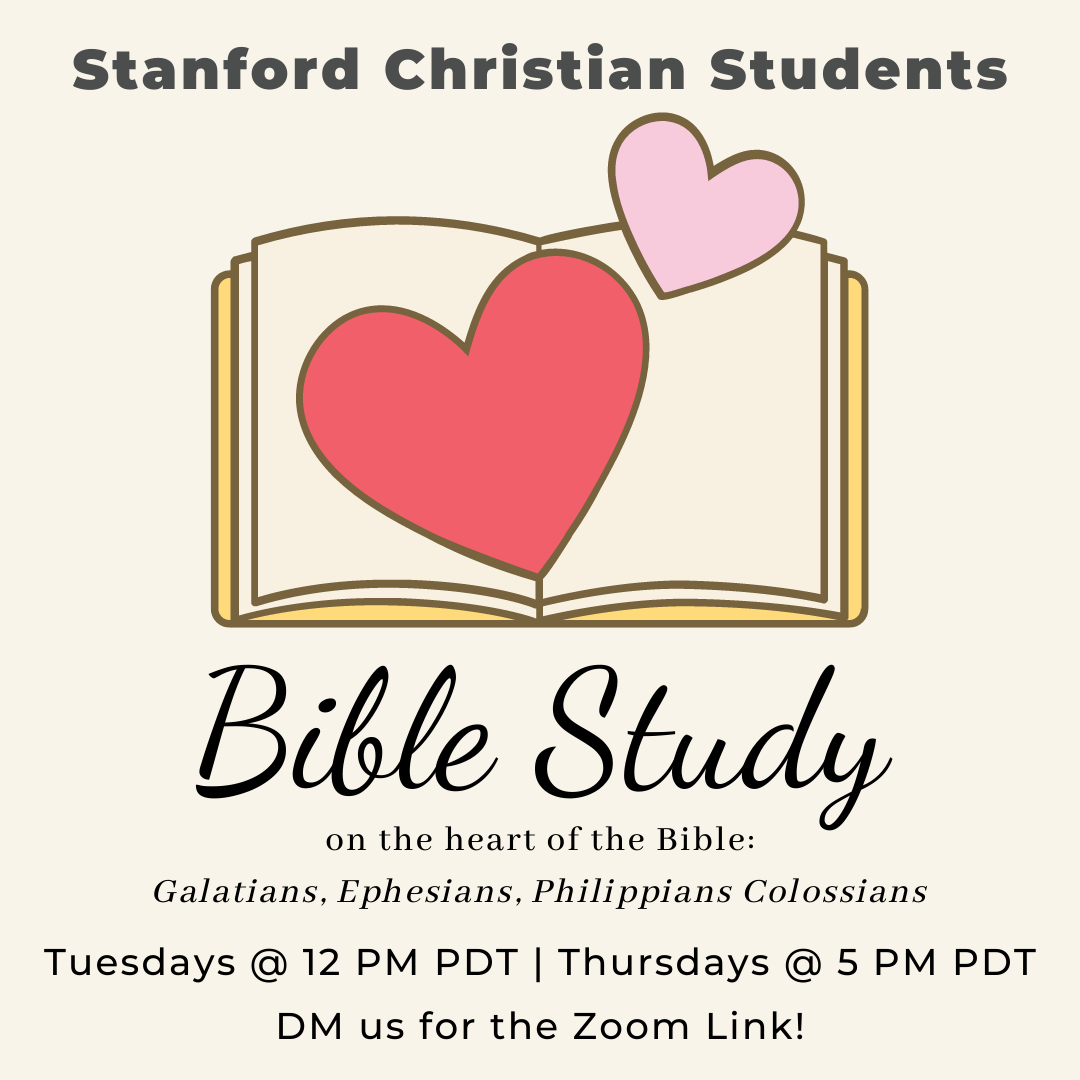 Stanford Christian Students
Bible Study
on the heart of the Bible:
Galatians, Ephesians, Philippians Colossians
Tuesdays @ 12 PM PDT | Thursdays @ 5 PM PDT
DM us for the Zoom Link!